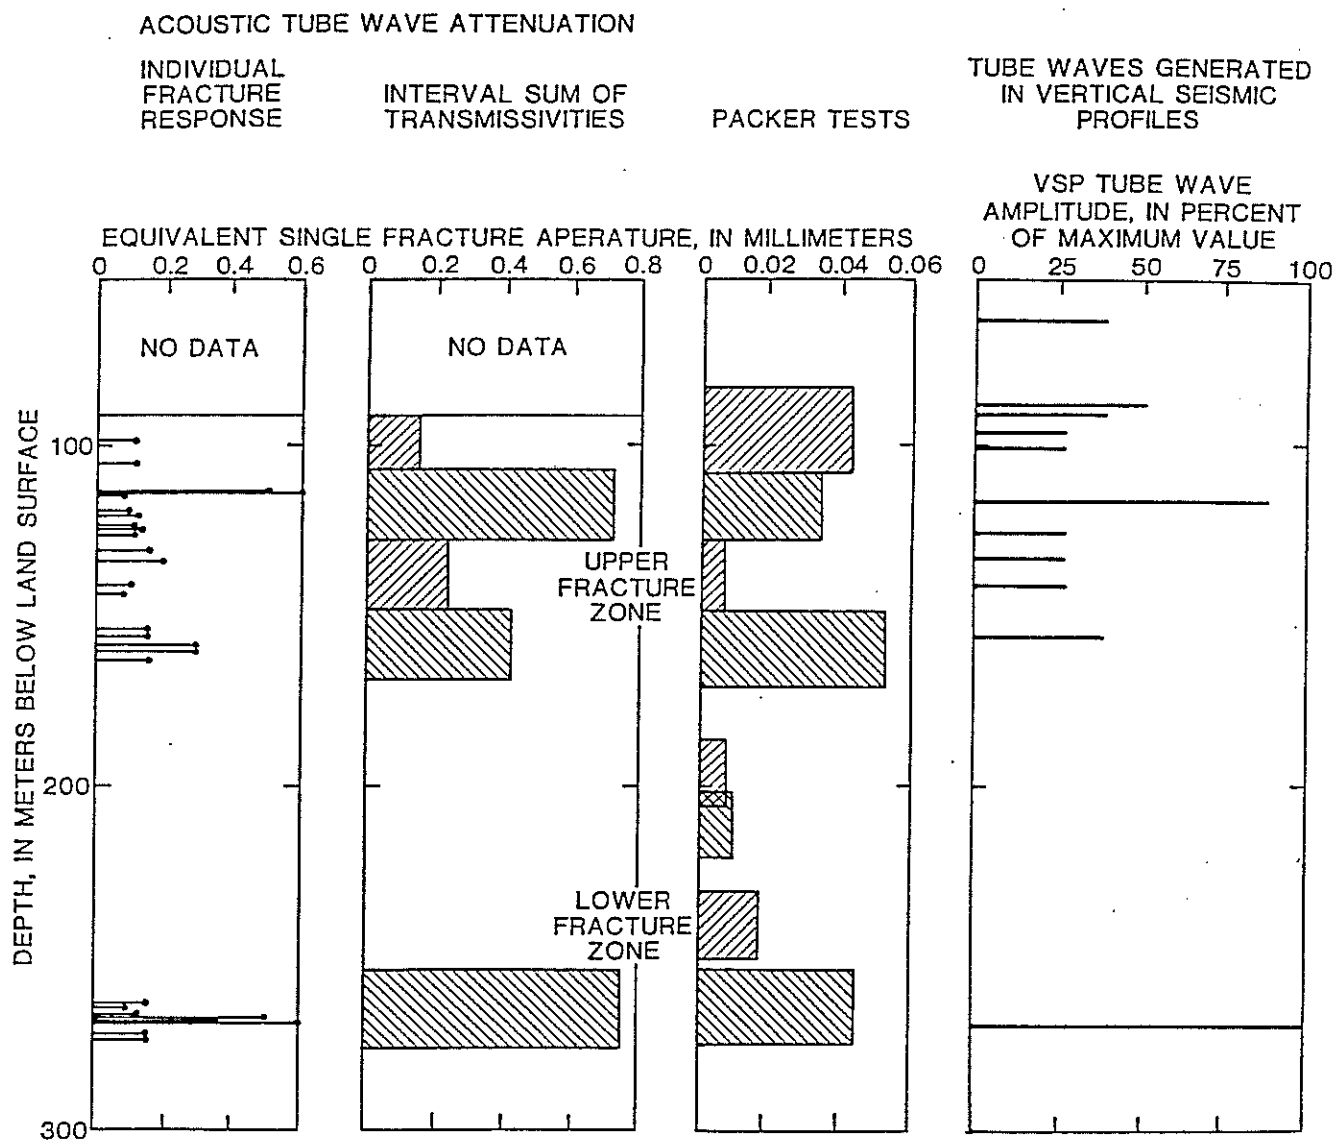 ACOUSTIC TUBE WAVE ATTENUATION
INDIVIDUAL
FRACTURE
RESPONSE
INTERVAL SUM OF
TRANSMISSIVITIES
PACKER TESTS
TUBE WAVES GENERATED
IN VERTICAL SEISMIC
PROFILES
VSP TUBE WAVE
AMPLITUDE, IN PERCENT
OF MAXIMUM VALUE
EQUIVALENT SINGLE FRACTURE APERATURE, IN MILLIMETERS
0 0.2 0.4 0.6
0 0.2 0.4 0.6 0.8
0 0.02 0.04 0.06
0 25 50 75 100
NO DATA
NO DATA
DEPTH, IN METERS BELOW LAND SURFACE
100
200
300
UPPER
FRACTURE
ZONE
LOWER
FRACTURE
ZONE